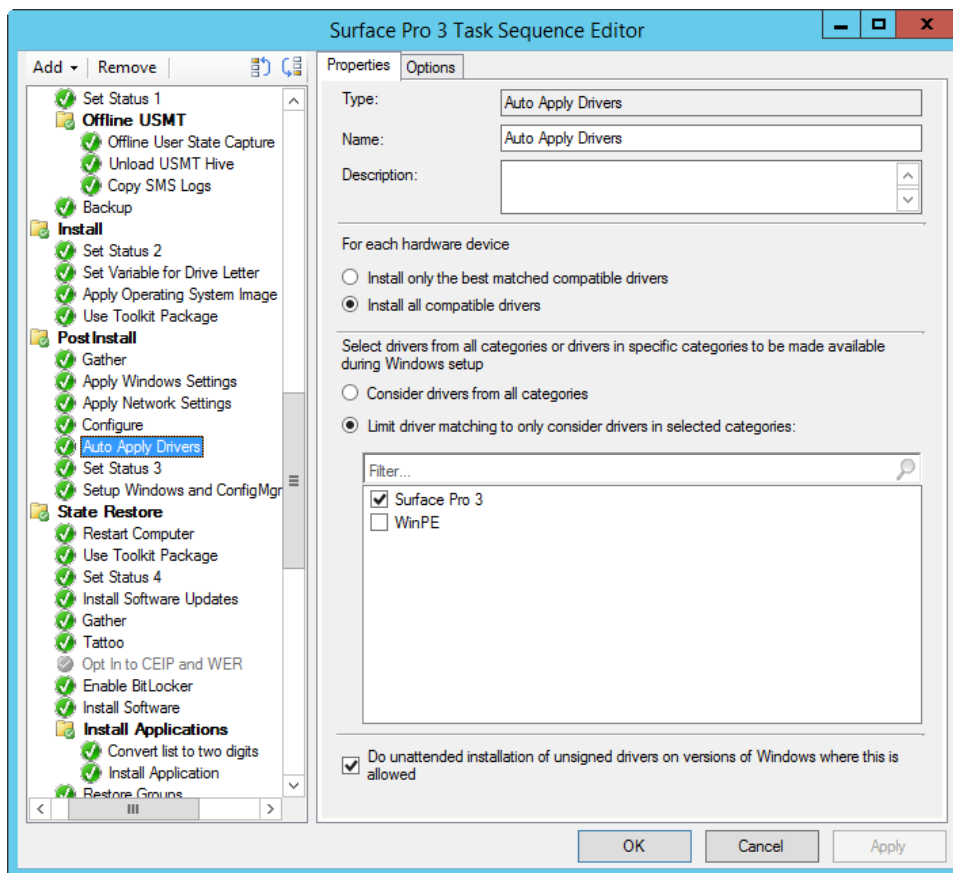 Surface Pro 3 Task Sequence Editor
Add
Remove
Set Status 1
Offline USMT
Offline User State Capture
Unload USMT Hive
Copy SMS Logs
Backup
Install
Set Status 2
Set Variable for Drive Letter
Apply Operating System Image
Use Toolkit Package
PostInstall
Gather
Apply Windows Settings
Apply Network Settings
Configure
Auto Apply Drivers
Set Status 3
Setup Windows and ConfigMgr
State Restore
Restart Computer
Use Toolkit Package
Set Status 4
Install Software Updates
Gather
Tattoo
Opt In to CEIP and WER
Enable BitLocker
Install Software
Install Applications
Convert list to two digits
Install Application
Restore Groups
Properties
Options
Type:
Auto Apply Drivers
Name:
Auto Apply Drivers
Description:
For each hardware device
Install only the best matched compatible drivers
Install all compatible drivers
Select drivers from all categories or drivers in specific categories to be made available
during Windows setup
Consider drivers from all categories
Limit driver matching to only consider drivers in selected categories:
Filter...
Surface Pro 3
WinPE
Do unattended installation of unsigned drivers on versions of Windows where this is
allowed
OK
Cancel
Apply